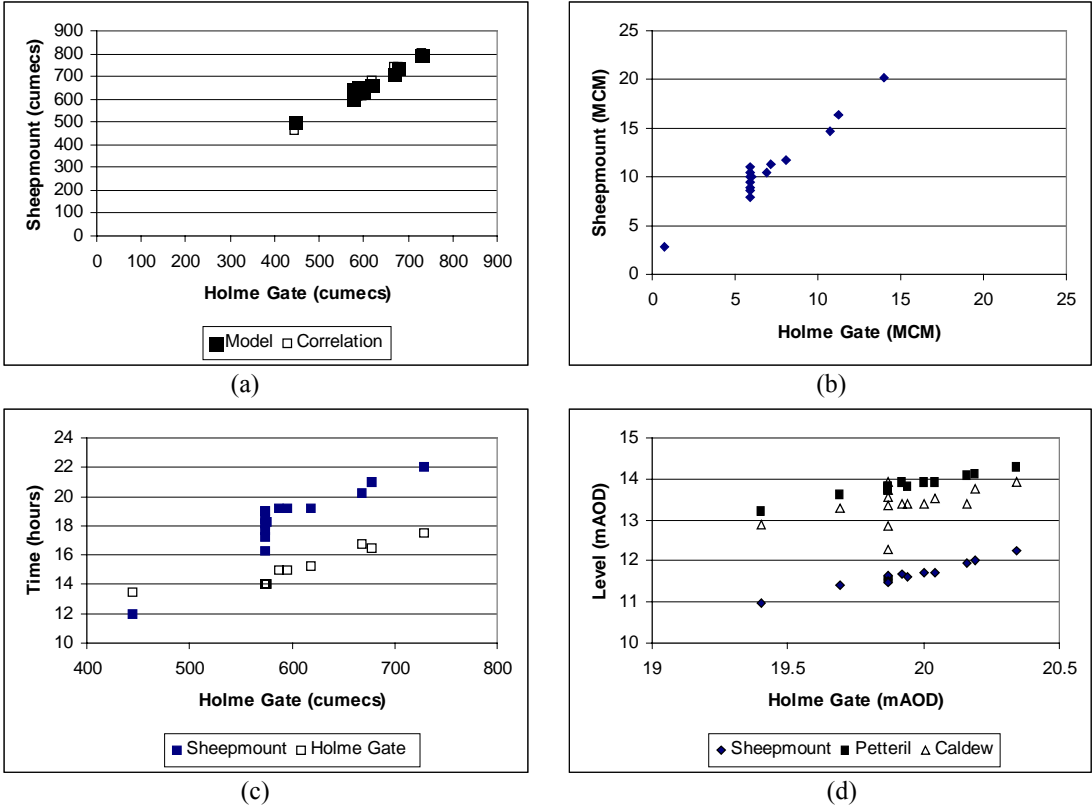 900
800
700
600
500
400
300
200
100
0
Sheepmount (cumecs)
0 100 200 300 400 500 600 700 800 900
Holme Gate (cumecs)
Model Correlation
(a)
25
20
15
10
5
0
Sheepmount (MCM)
0 5 10 15 20 25
Holme Gate (MCM)
(b)
24
22
20
18
16
14
12
10
Time (hours)
400 500 600 700 800
Holme Gate (cumecs)
Sheepmount Holme Gate
(c)
15
14
13
12
11
10
Level (mAOD)
19 19.5 20 20.5
Holme Gate (mAOD)
Sheepmount Petteril Caldew
(d)